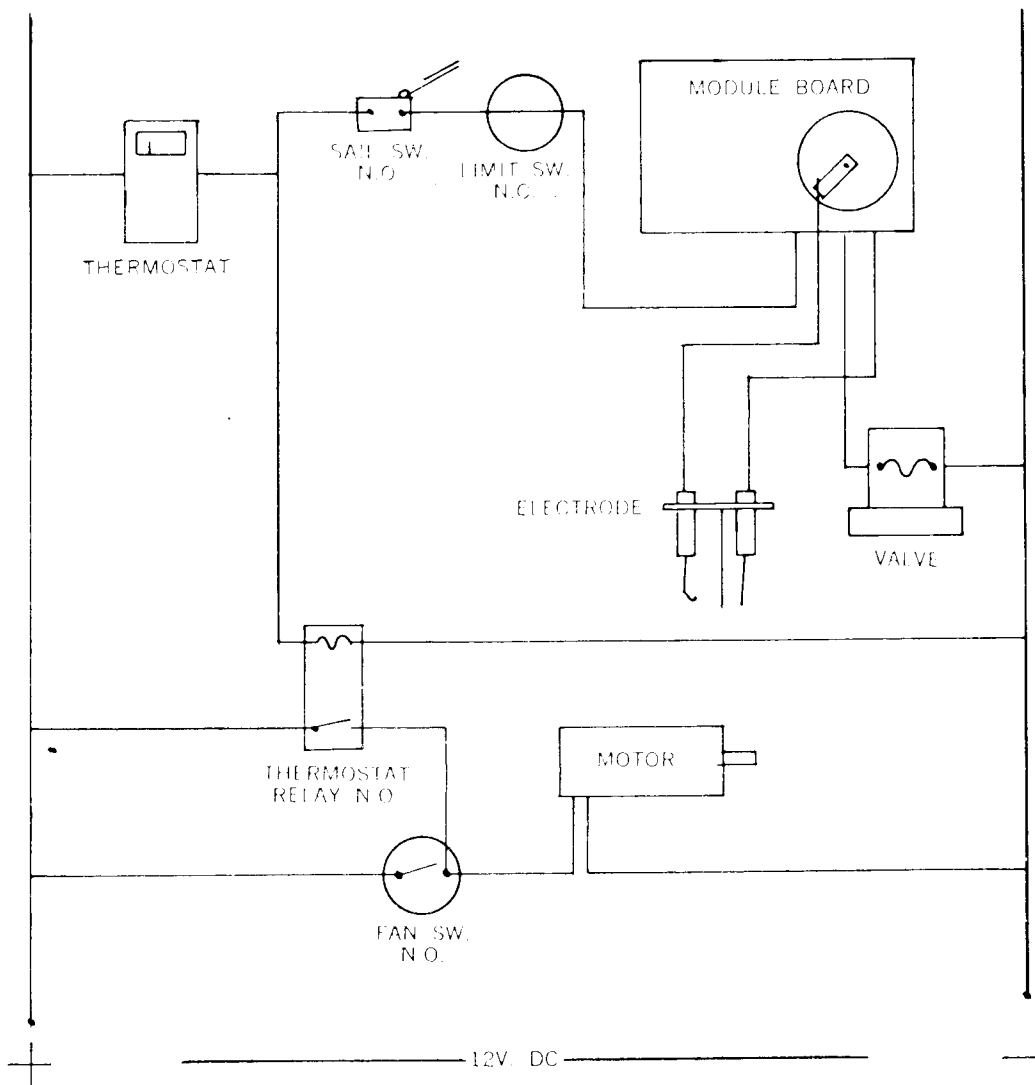 MODULE BOARD
SAIL SW.
N.O.
LIMIT SW.
N.C.
THERMOSTAT
ELECTRODE
VALVE
THERMOSTAT
RELAY N.O.
MOTOR
FAN SW.
N.O.
12V. DC